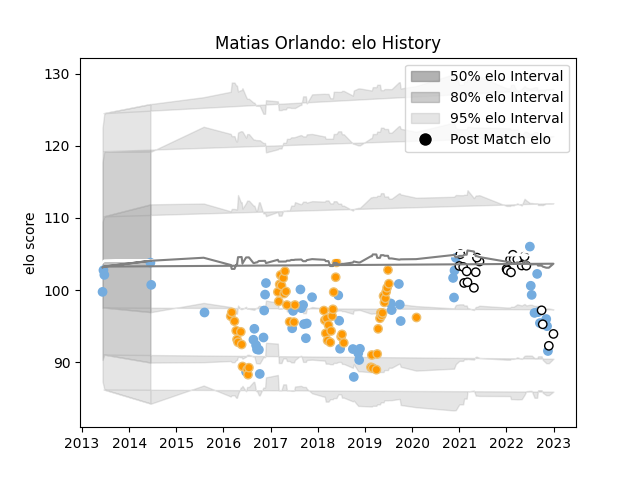 Matias Orlando: elo History
50% elo Interval
80% elo Interval
95% elo Interval
Post Match elo
elo score
130
120
110
100
90
2013 2014 2015 2016 2017 2018 2019 2020 2021 2022 2023